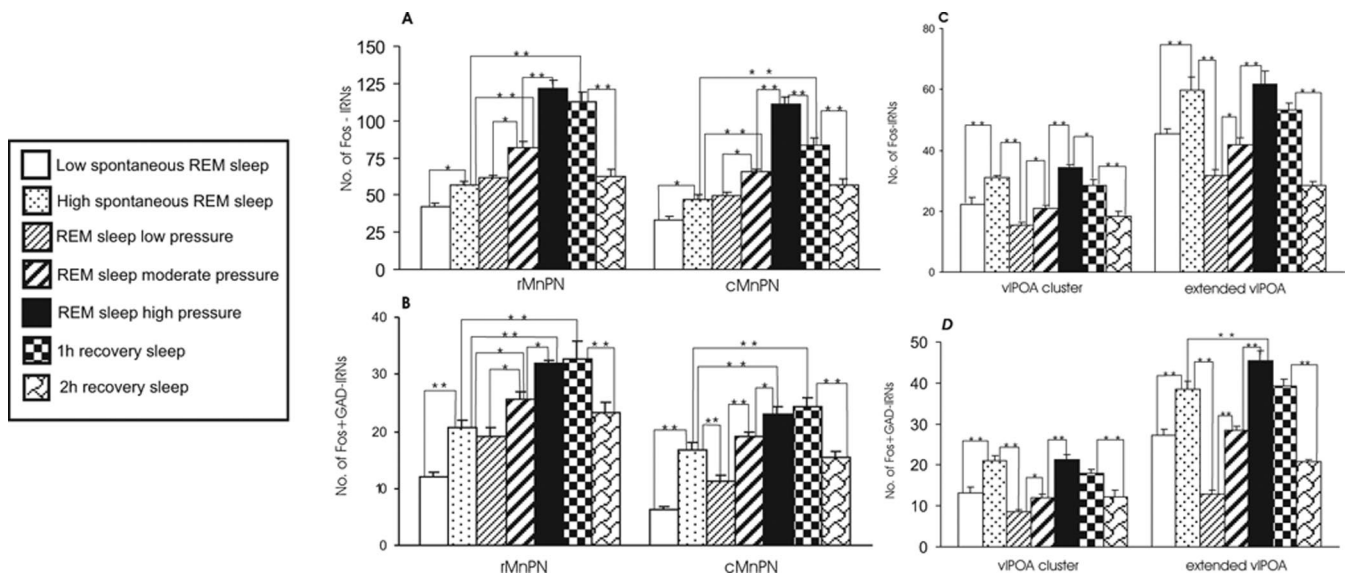 Low spontaneous REM sleep
High spontaneous REM sleep
REM sleep low pressure
REM sleep moderate pressure
REM sleep high pressure
1h recovery sleep
2h recovery sleep
A
No. of Fos - IRNs
150
125
100
75
50
25
0
* ** * ** ** ** * ** * ** ** ** **
rMnPN
cMnPN
B
No. of Fos+GAD-IRNs
40
30
20
10
0
** * * * ** ** ** ** ** ** * ** ** **
rMnPN
cMnPN
C
No. of Fos-IRNs
80
60
40
20
0
** ** * ** * ** ** ** * ** **
vlPOA cluster
extended vlPOA
D
No. of Fos+GAD-IRNs
50
40
30
20
10
0
** ** * ** ** ** ** ** ** ** **
vlPOA cluster
extended vlPOA